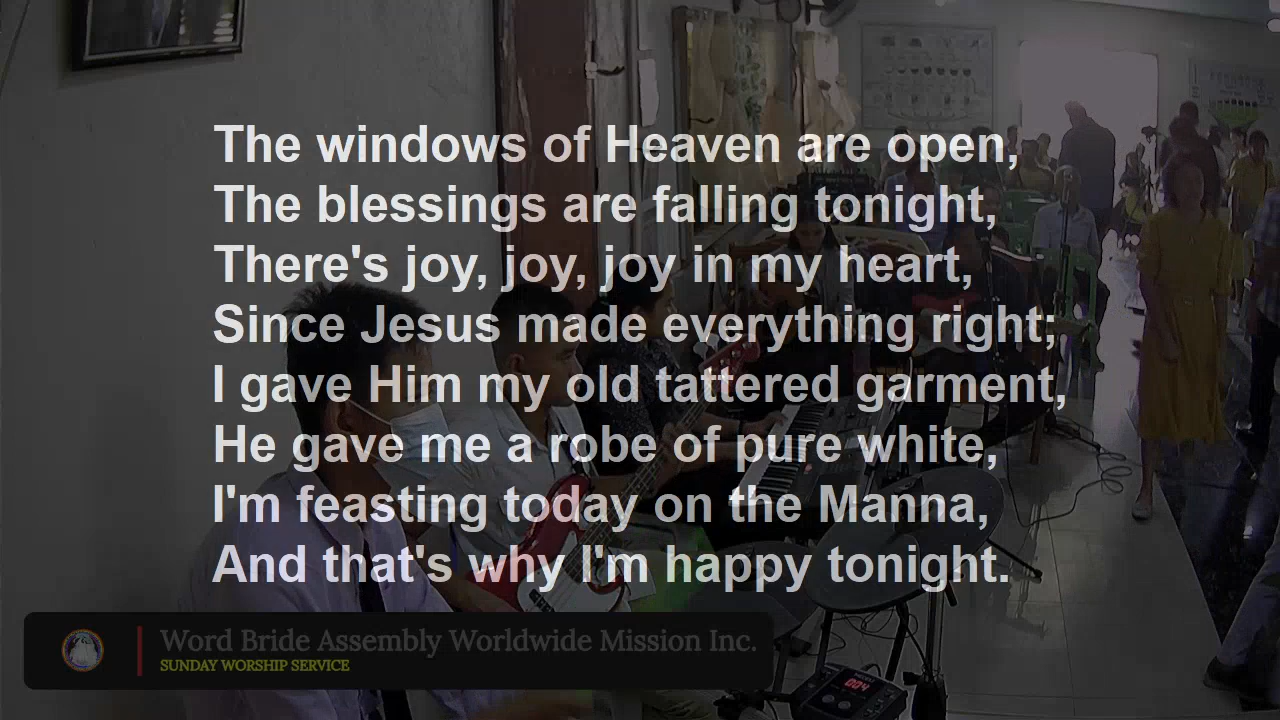 The windows of Heaven are open,
The blessings are falling tonight,
There's joy, joy, joy in my heart,
Since Jesus made everything right;
I gave Him my old tattered garment,
He gave me a robe of pure white,
I'm feasting today on the Manna,
And that's why I'm happy tonight.
Word Bride Assembly Worldwide Mission Inc.
SUNDAY WORSHIP SERVICE
004